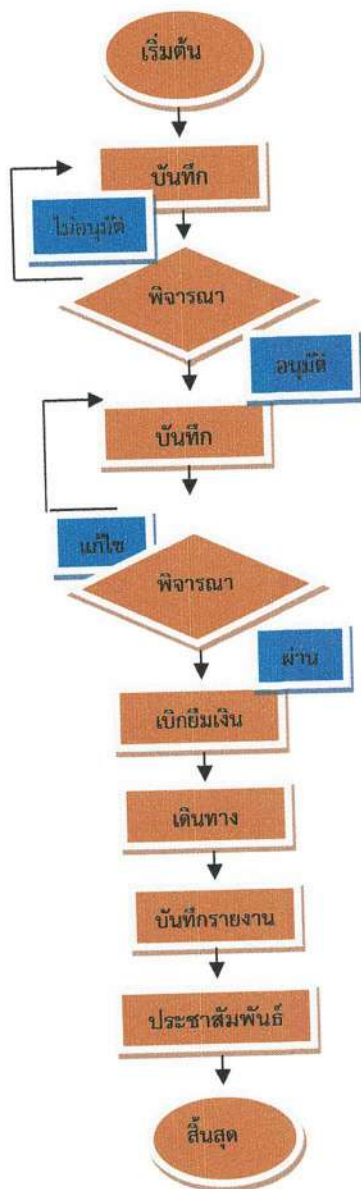 เริ่มต้น
บันทึก
ไม่อนุมัติ
พิจารณา
อนุมัติ
บันทึก
แก้ไข
พิจารณา
ผ่าน
เบิกยืมเงิน
เดินทาง
บันทึกรายงาน
ประชาสัมพันธ์
สิ้นสุด